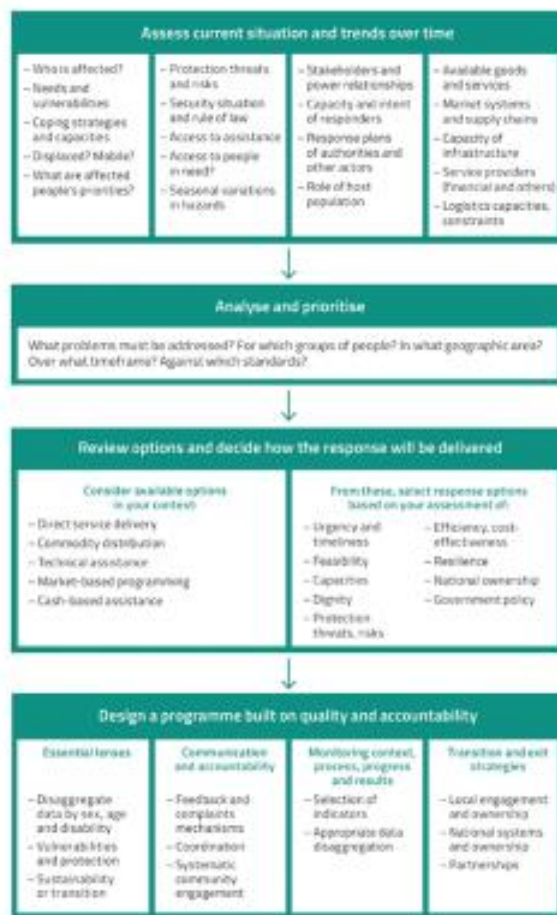 Assess current situation and trends over time
– Who is affected?
– Needs and
vulnerabilities
– Coping strategies
and capacities
– Displaced? Mobile?
– What are affected
people's priorities?
– Protection threats
and risks
– Security situation
and rule of law
– Access to assistance
– Access to people
in need?
– Seasonal variations
in hazards
– Stakeholders and
power relationships
– Capacity and intent
of responders
– Response plans
of authorities and
other actors
– Role of host
population
– Available goods
and services
– Market systems
and supply chains
– Capacity of
infrastructure
– Service providers
(financial and others)
– Logistics capacities,
constraints
Analyse and prioritise
What problems must be addressed? For which groups of people? In what geographic area?
Over what timeframe? Against which standards?
Review options and decide how the response will be delivered
Consider available options
in your context:
– Direct service delivery
– Commodity distribution
– Technical assistance
– Market-based programming
– Cash-based assistance
From these, select response options
based on your assessment of:
– Urgency and
timeliness
– Feasibility
– Capacities
– Dignity
– Protection
threats, risks
– Efficiency, cost-
effectiveness
– Resilience
– National ownership
– Government policy
Design a programme built on quality and accountability
Essential lenses
– Disaggregate
data by sex, age
and disability
– Vulnerabilities
and protection
– Sustainability
or transition
Communication
and accountability
– Feedback and
complaints
mechanisms
– Coordination
– Systematic
community
engagement
Monitoring context,
process, progress
and results
– Selection of
indicators
– Appropriate data
disaggregation
Transition and exit
strategies
– Local engagement
and ownership
– National systems
and ownership
– Partnerships